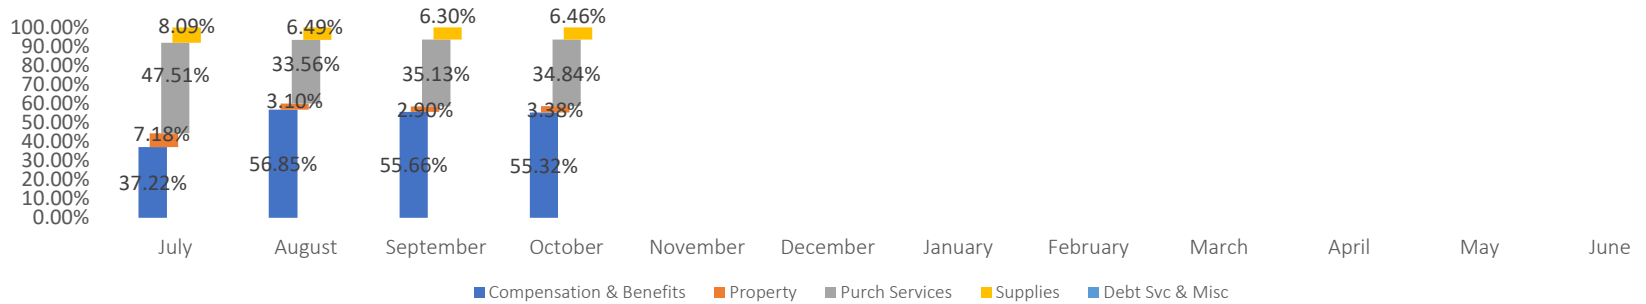 8.09% 6.49% 6.30% 6.46%
100.00%
90.00%
80.00%
70.00%
60.00%
50.00%
40.00%
30.00%
20.00%
10.00%
0.00%
47.51% 33.56% 35.13% 34.84%
7.18% 3.10% 2.90% 3.38%
37.22% 56.85% 55.66% 55.32%
July August September October November December January February March April May June
Compensation & Benefits Property Purch Services Supplies Debt Svc & Misc